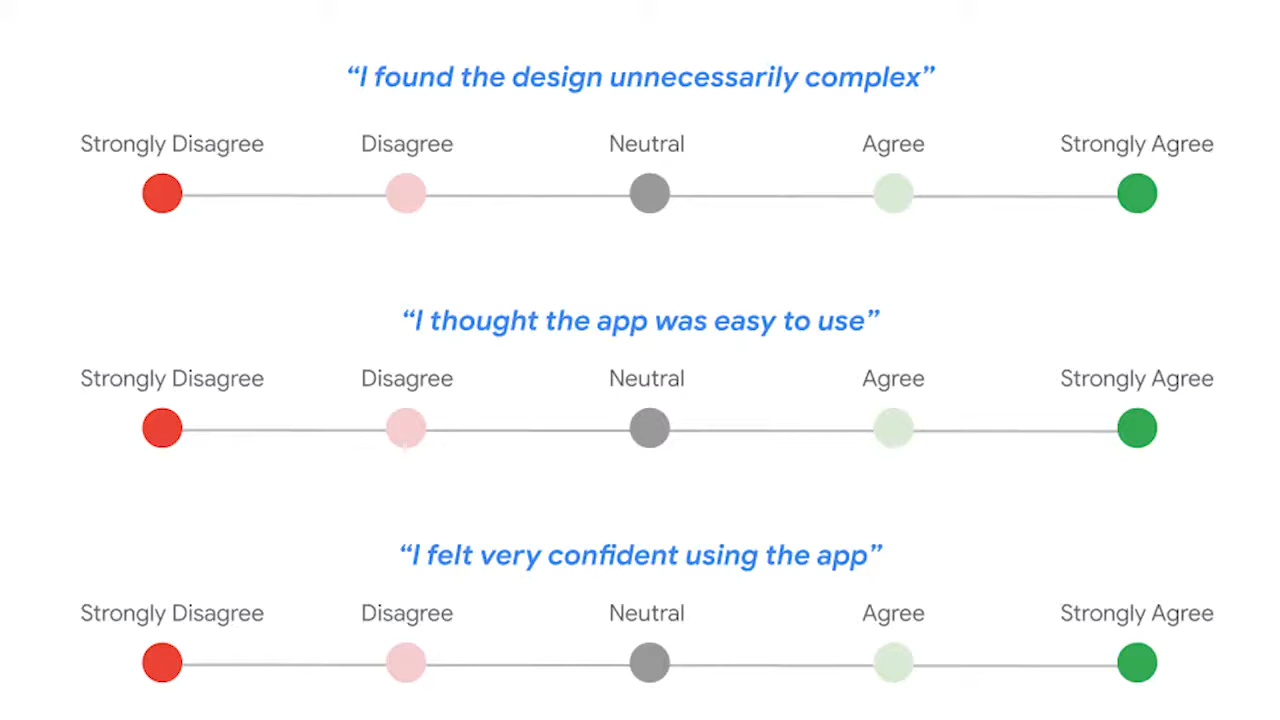 “I found the design unnecessarily complex”
Strongly Disagree Disagree Neutral Agree Strongly Agree
“I thought the app was easy to use”
Strongly Disagree Disagree Neutral Agree Strongly Agree
“I felt very confident using the app”
Strongly Disagree Disagree Neutral Agree Strongly Agree